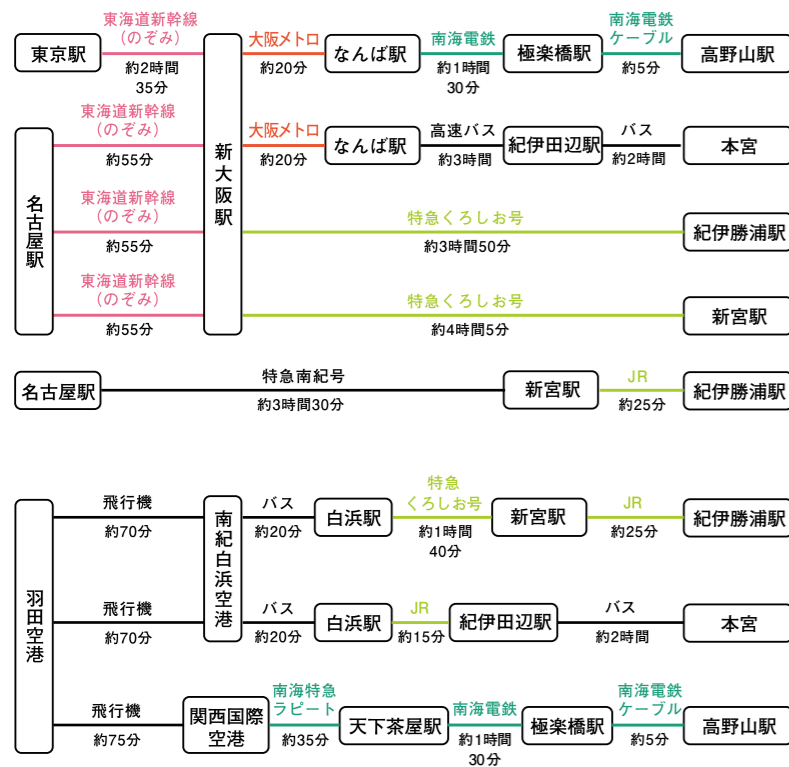 東京駅
東海道新幹線
(のぞみ)
約2時間
35分
新大阪駅
大阪メトロ
約20分
なんば駅
南海電鉄
約1時間
30分
極楽橋駅
南海電鉄
ケーブル
約5分
高野山駅
名古屋駅
東海道新幹線
(のぞみ)
約55分
大阪メトロ
約20分
なんば駅
高速バス
約3時間
紀伊田辺駅
バス
約2時間
本宮
東海道新幹線
(のぞみ)
約55分
特急くろしお号
約3時間50分
紀伊勝浦駅
東海道新幹線
(のぞみ)
約55分
特急くろしお号
約4時間5分
新宮駅
名古屋駅
特急南紀号
約3時間30分
新宮駅
JR
約25分
紀伊勝浦駅
羽田空港
飛行機
約70分
南紀白浜空港
バス
約20分
白浜駅
特急
くろしお号
約1時間
40分
新宮駅
JR
約25分
紀伊勝浦駅
飛行機
約70分
バス
約20分
白浜駅
JR
約15分
紀伊田辺駅
バス
約2時間
本宮
飛行機
約75分
関西国際
空港
南海特急
ラピート
約35分
天下茶屋駅
南海電鉄
約1時間
30分
極楽橋駅
南海電鉄
ケーブル
約5分
高野山駅